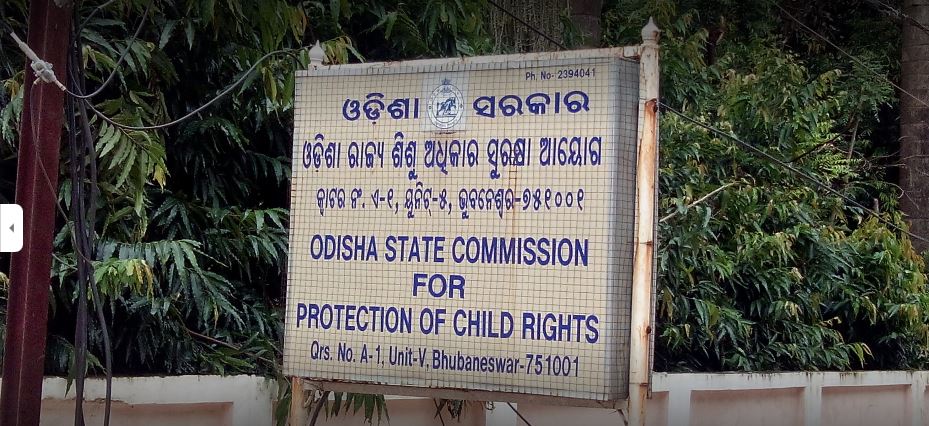 Ph. No- 2394041
ଓଡ଼ିଶା ସରକାର
ଓଡ଼ିଶା ରାଜ୍ୟ ଶିଶୁ ଅଧିକାର ସୁରକ୍ଷା ଆୟୋଗ
କ୍ୱାଟର ନଂ. ଏ-୧, ୟୁନିଟ୍-୫, ଭୁବନେଶ୍ୱର-୭୫୧୦୦୧
ODISHA STATE COMMISSION
FOR
PROTECTION OF CHILD RIGHTS
Qrs. No. A-1, Unit-V, Bhubaneswar-751001